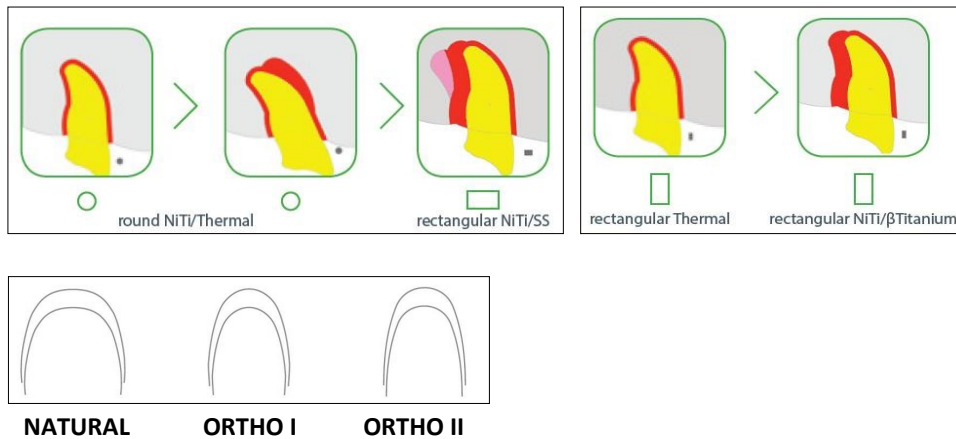 round NiTi/Thermal
rectangular NiTi/SS
rectangular Thermal
rectangular NiTi/βTitanium
NATURAL
ORTHO I
ORTHO II